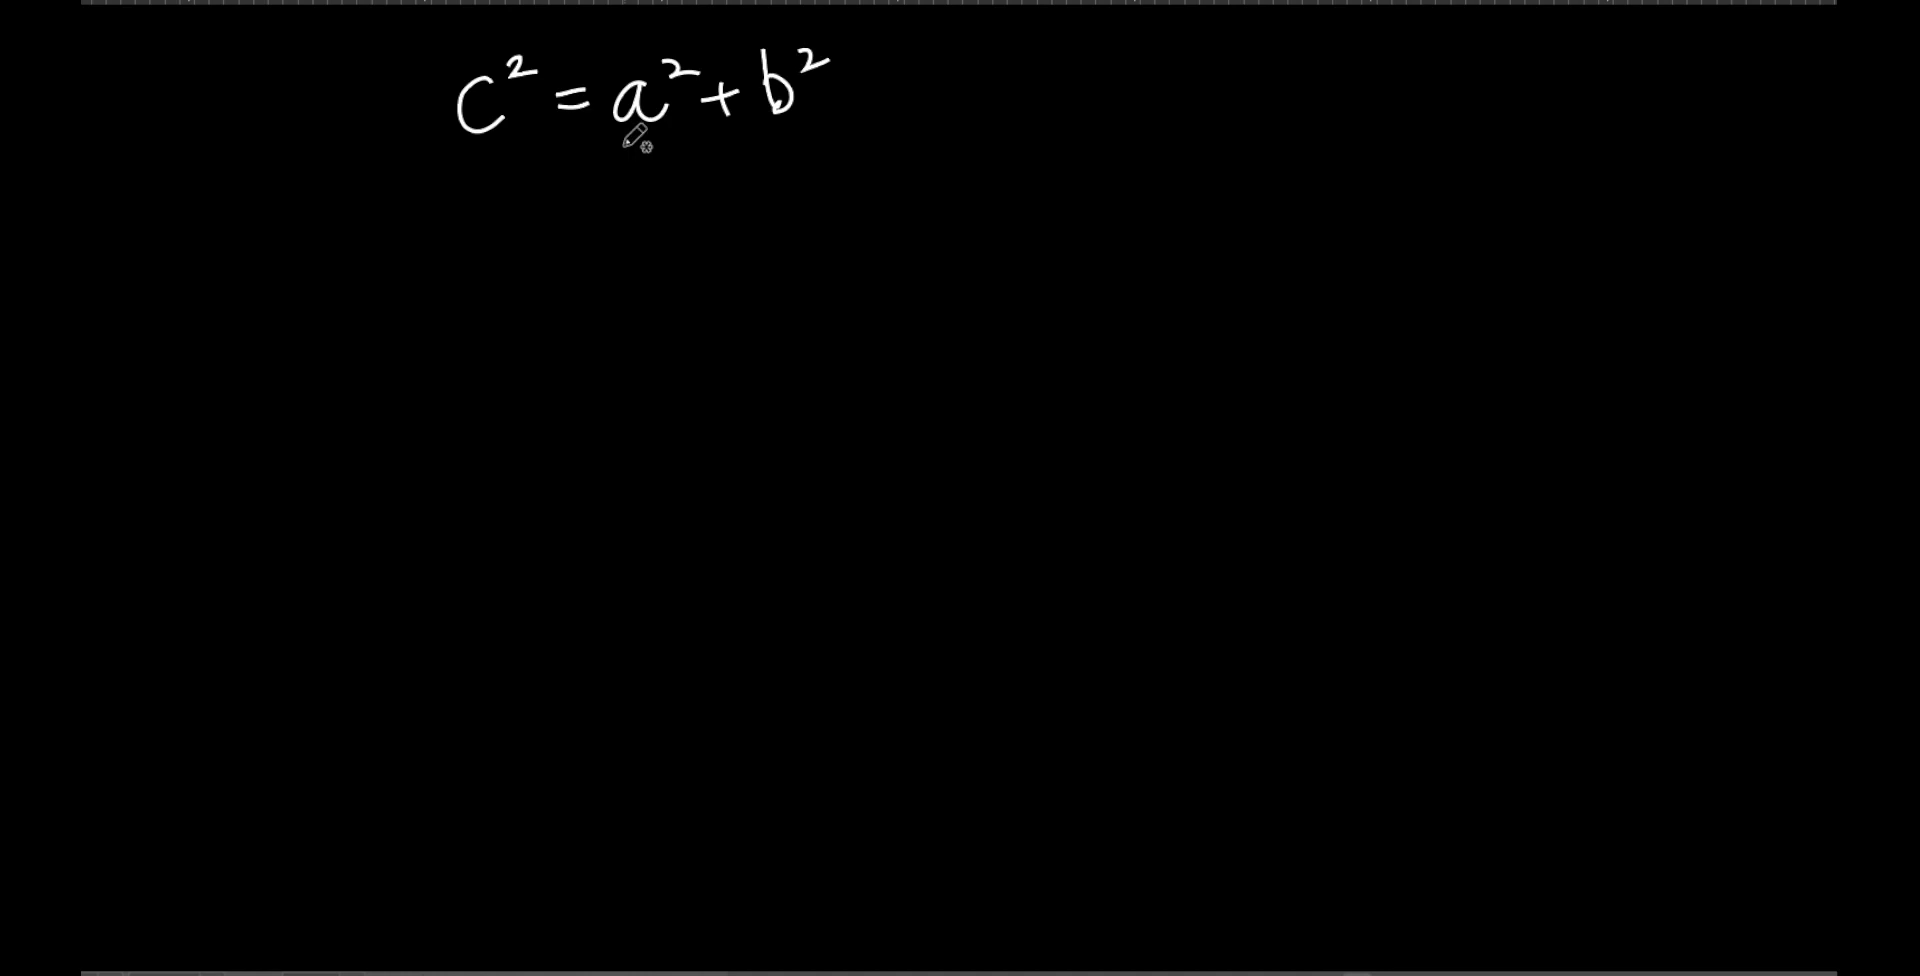 C² = a² + b²